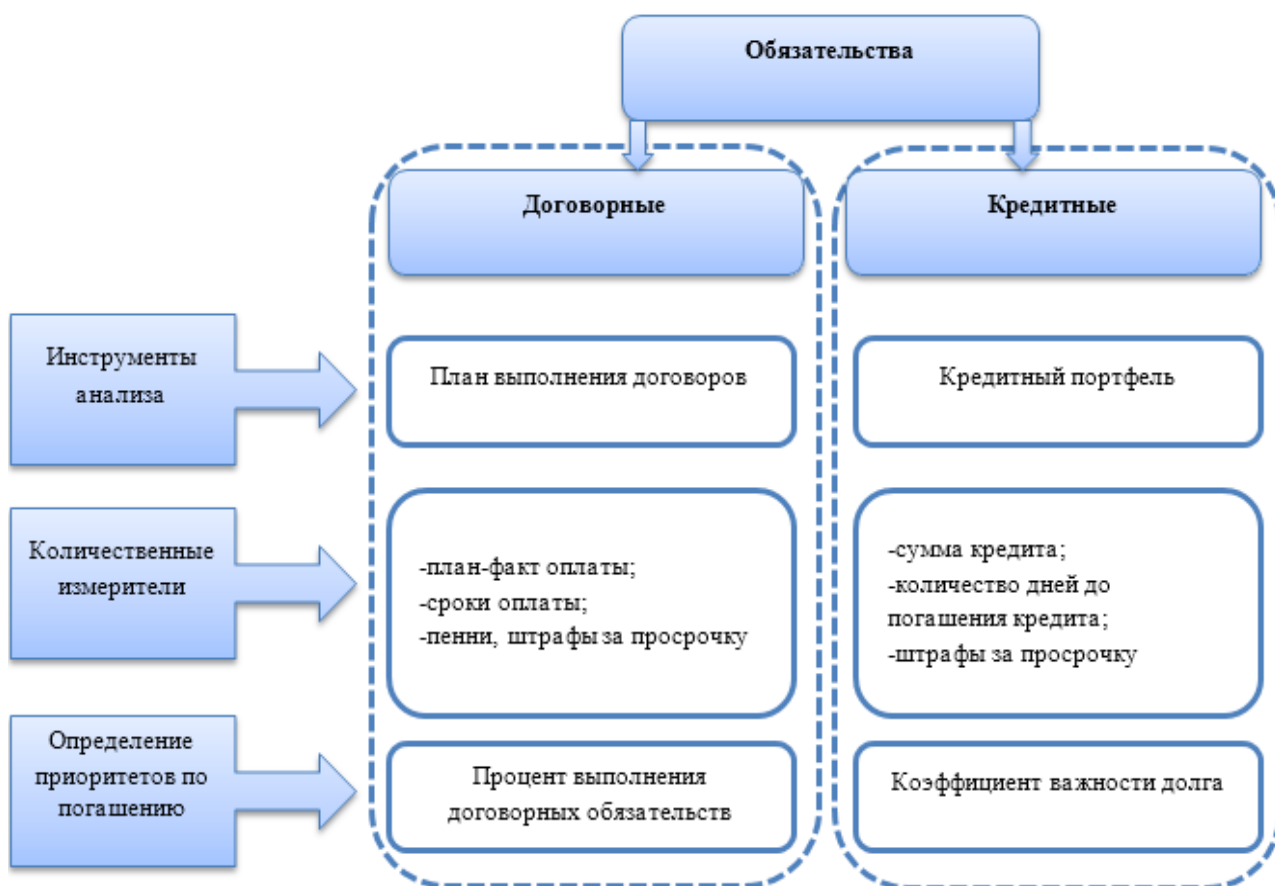 Обязательства
Договорные
Кредитные
Инструменты
анализа
План выполнения договоров
Кредитный портфель
Количественные
измерители
-план-факт оплаты;
-сроки оплаты;
-пенни, штрафы за просрочку
-сумма кредита;
-количество дней до
погашения кредита;
-штрафы за просрочку
Определение
приоритетов по
погашению
Процент выполнения
договорных обязательств
Коэффициент важности долга